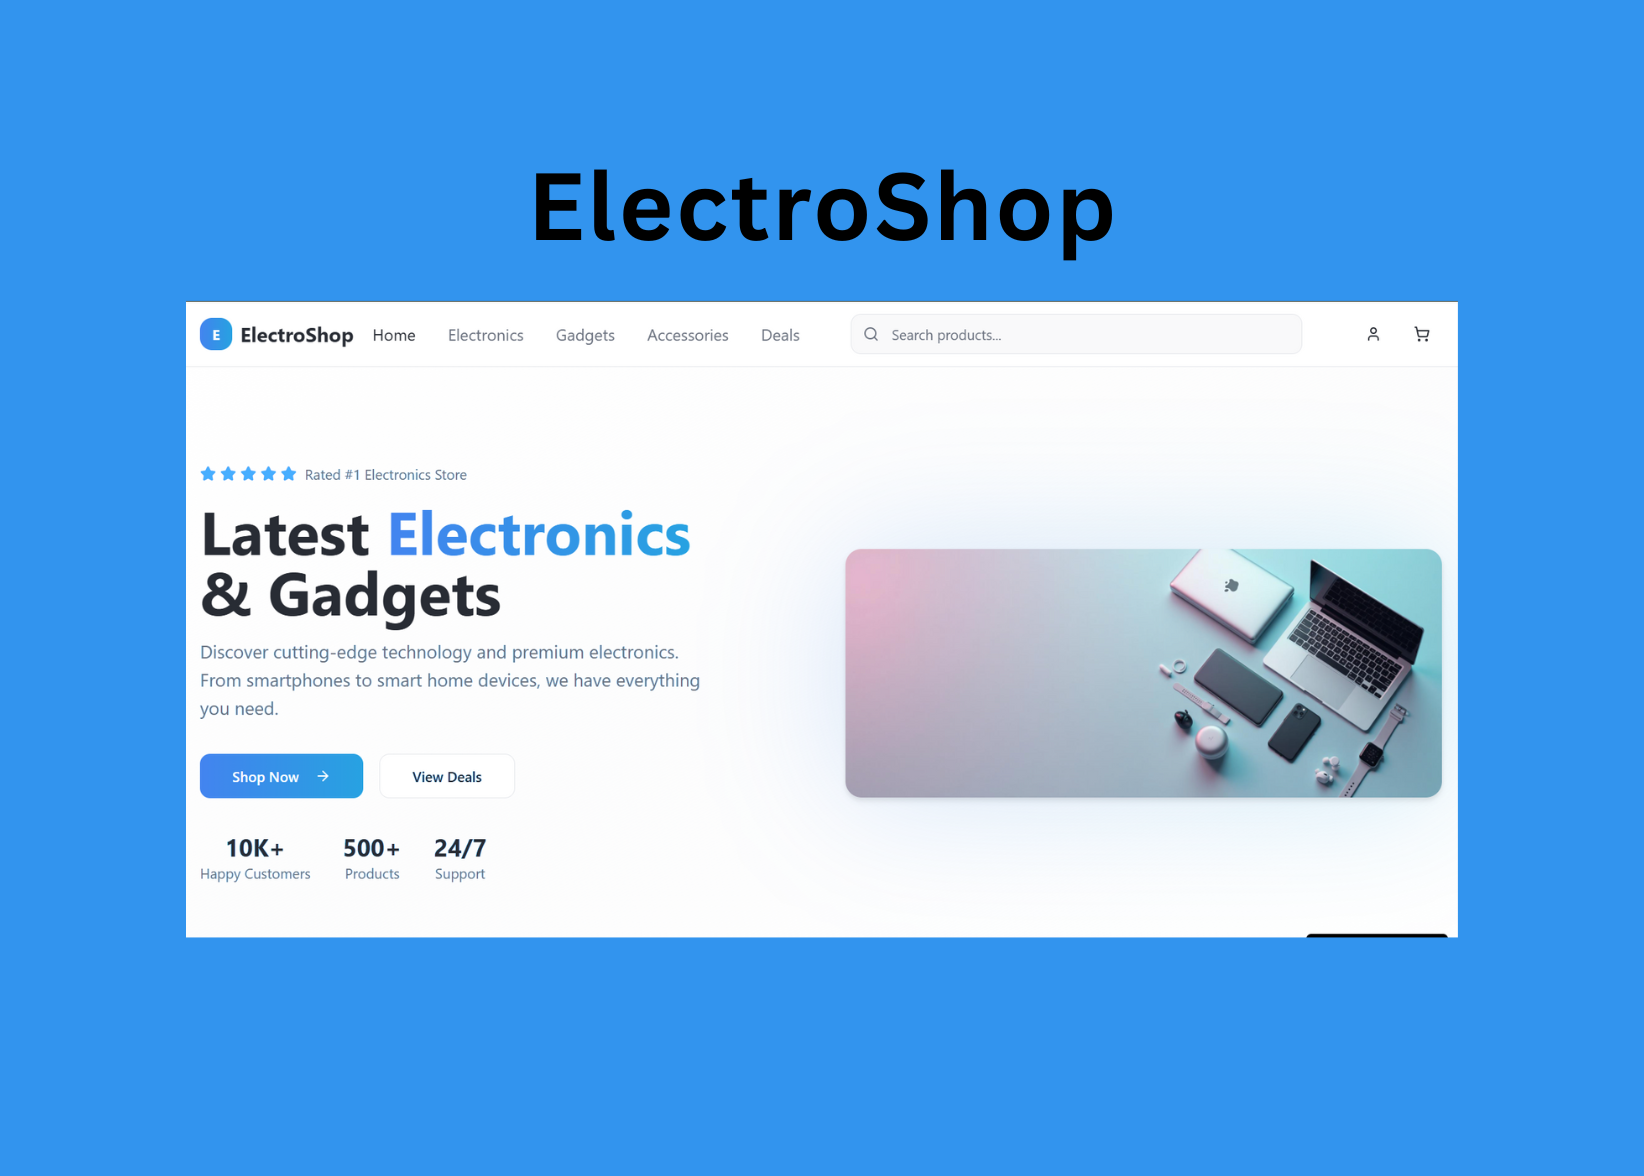 ElectroShop
E ElectroShop Home Electronics Gadgets Accessories Deals Search products...
Rated #1 Electronics Store
Latest Electronics
& Gadgets
Discover cutting-edge technology and premium electronics.
From smartphones to smart home devices, we have everything
you need.
Shop Now View Deals
10K+ 500+ 24/7
Happy Customers Products Support